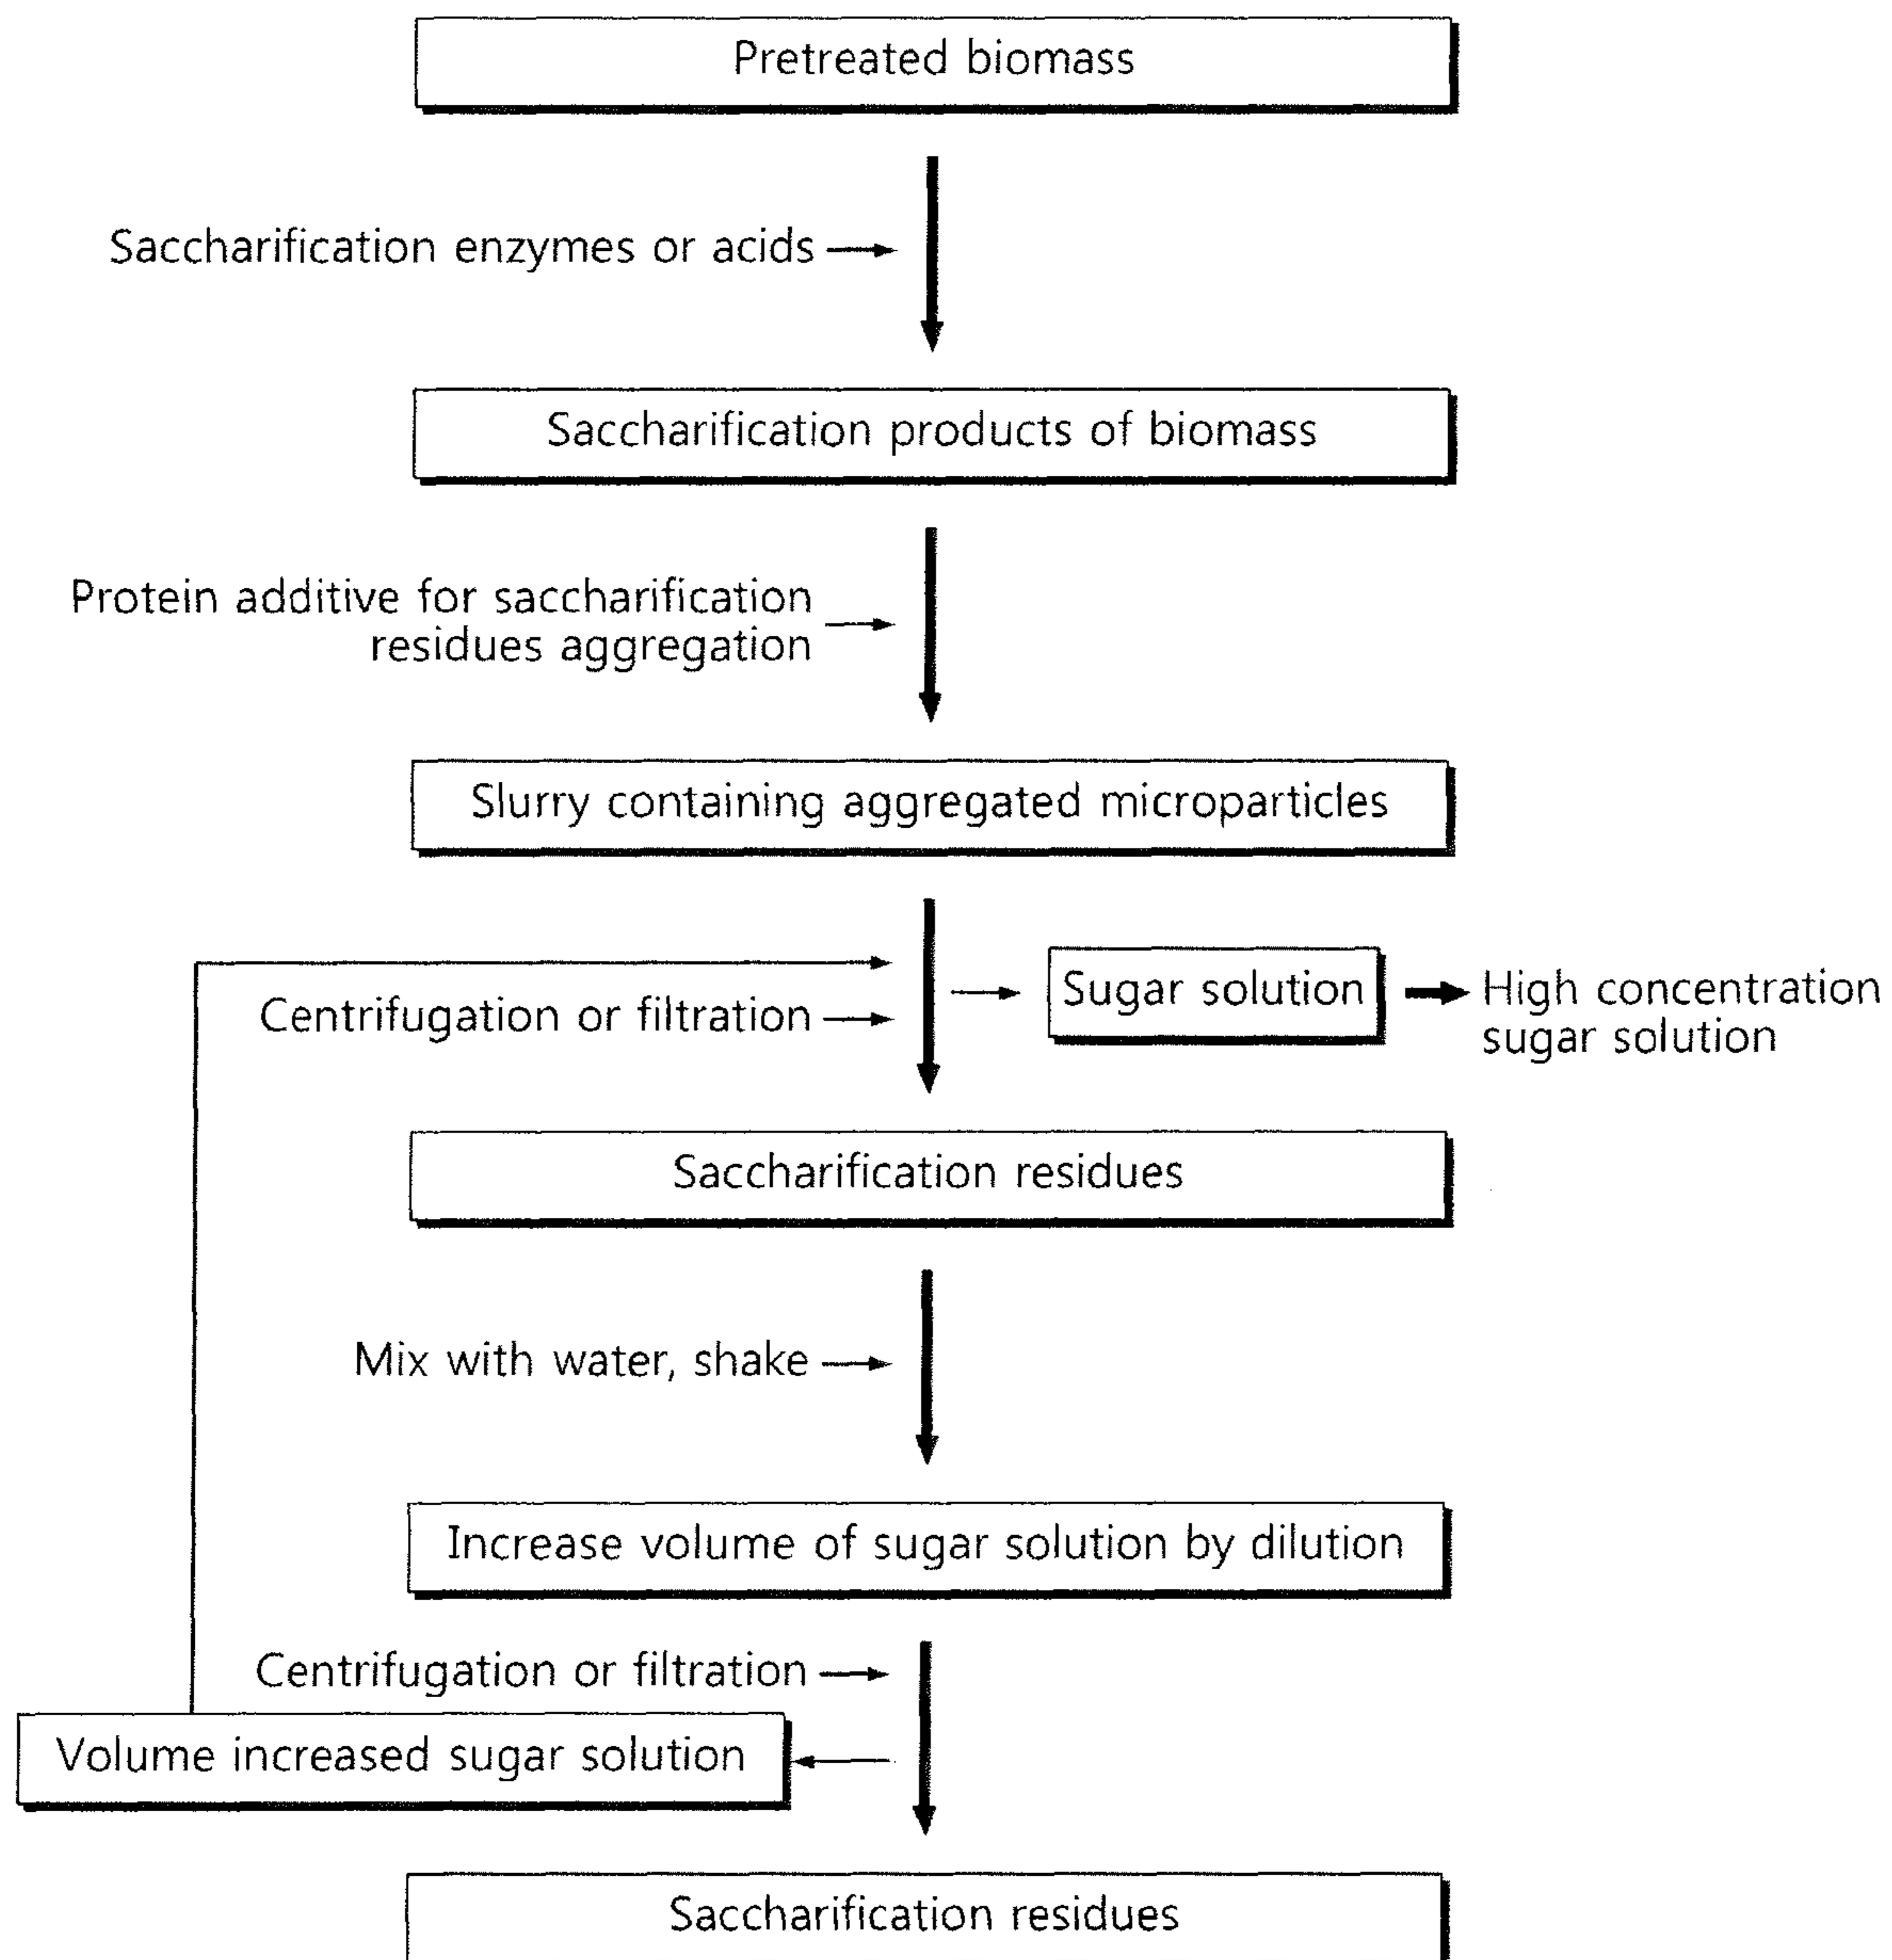 Pretreated biomass
Saccharification enzymes or acids
Saccharification products of biomass
Protein additive for saccharification
residues aggregation
Slurry containing aggregated microparticles
Centrifugation or filtration
Sugar solution
High concentration
sugar solution
Saccharification residues
Mix with water, shake
Increase volume of sugar solution by dilution
Centrifugation or filtration
Volume increased sugar solution
Saccharification residues